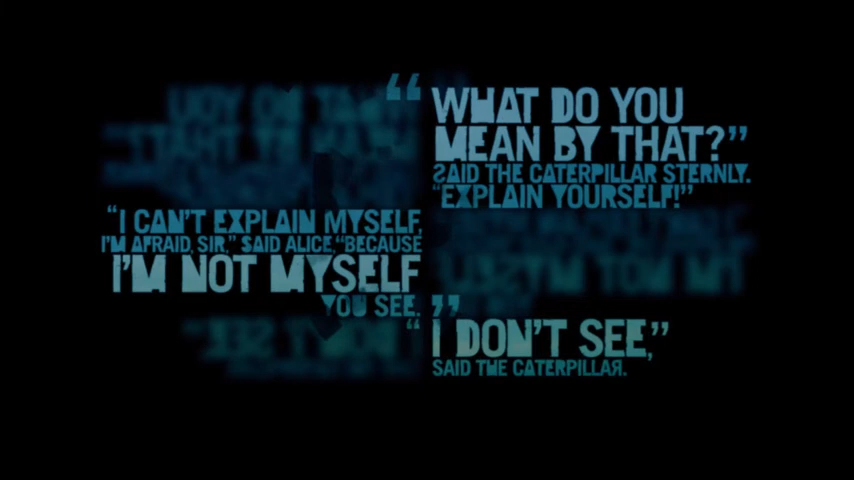 “WHAT DO YOU
MEAN BY THAT?”
SAID THE CATERPILLAR STERNLY.
“EXPLAIN YOURSELF!”
“I CAN'T EXPLAIN MYSELF,
I'M AFRAID, SIR,” SAID ALICE, “BECAUSE
I'M NOT MYSELF
YOU SEE.”
“I DON'T SEE,”
SAID THE CATERPILLAR.